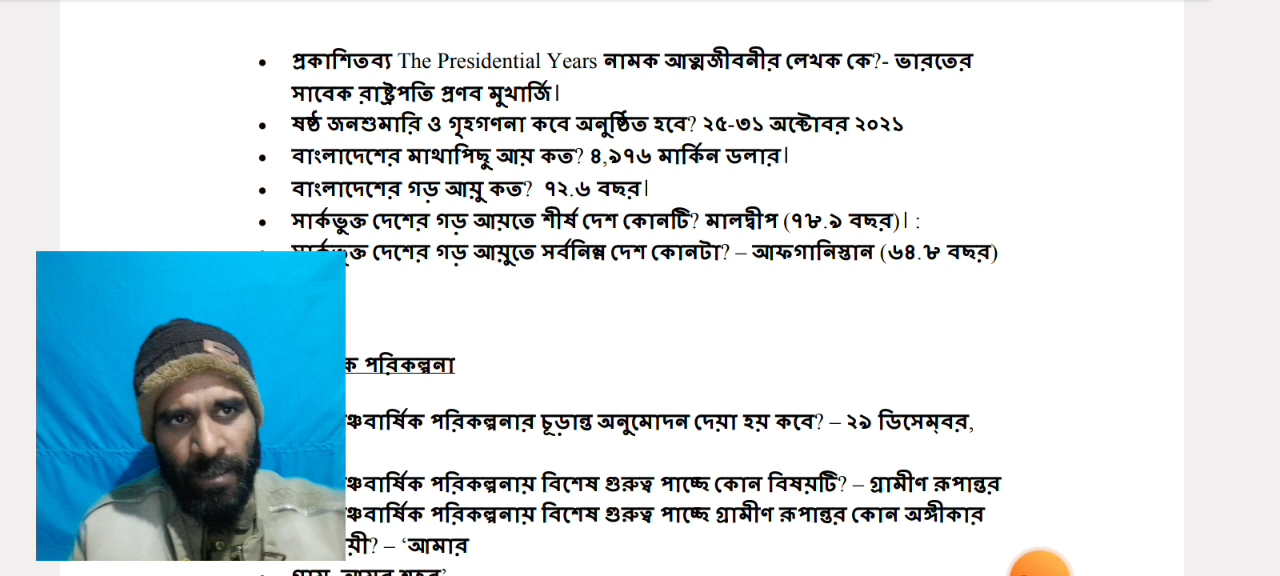 প্রকাশিতব্য The Presidential Years নামক আত্মজীবনীর লেখক কে?- ভারতের
সাবেক রাষ্ট্রপতি প্রণব মুখার্জি।
ষষ্ঠ জনশুমারি ও গৃহগণনা কবে অনুষ্ঠিত হবে? ২৫-৩১ অক্টোবর ২০২১
বাংলাদেশের মাথাপিছু আয় কত? ৪,৯৭৬ মার্কিন ডলার।
বাংলাদেশের গড় আয়ু কত? ৭২.৬ বছর।
সার্কভুক্ত দেশের গড় আয়ুতে শীর্ষ দেশ কোনটি? মালদ্বীপ (৭৮.৯ বছর)। :
দেশের গড় আয়ুতে সর্বনিম্ন দেশ কোনটা? – আফগানিস্তান (৬৪.৮ বছর)
পরিকল্পনা
পরিকল্পনার চূড়ান্ত অনুমোদন দেয়া হয় কবে? – ২৯ ডিসেম্বর,
পরিকল্পনায় বিশেষ গুরুত্ব পাচ্ছে কোন বিষয়টি? – গ্রামীণ রূপান্তর
পরিকল্পনায় বিশেষ গুরুত্ব পাচ্ছে গ্রামীণ রূপান্তর কোন অঙ্গীকার
– ‘আমার